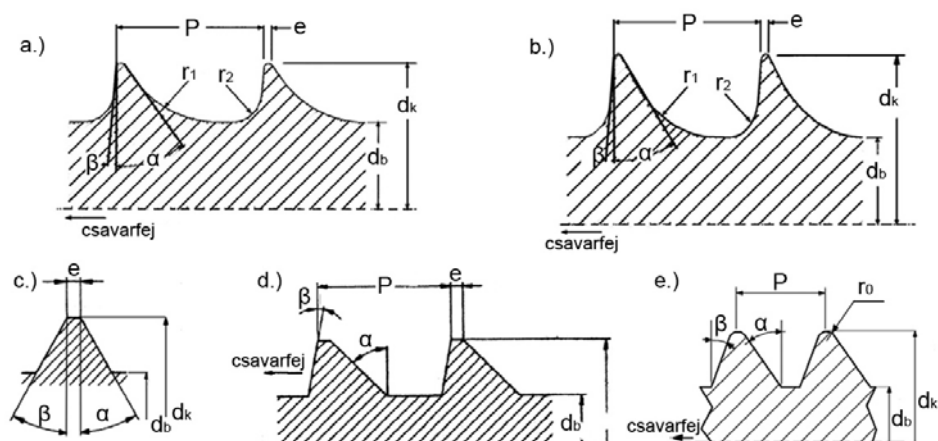 a.)
P
e
r1
r2
dk
db
β
α
csavarfej
b.)
P
e
r1
r2
dk
db
β
α
csavarfej
c.)
e
β
α
db
dk
d.)
P
e
β
α
csavarfej
db
e.)
P
r0
β
α
dk
db
csavarfej